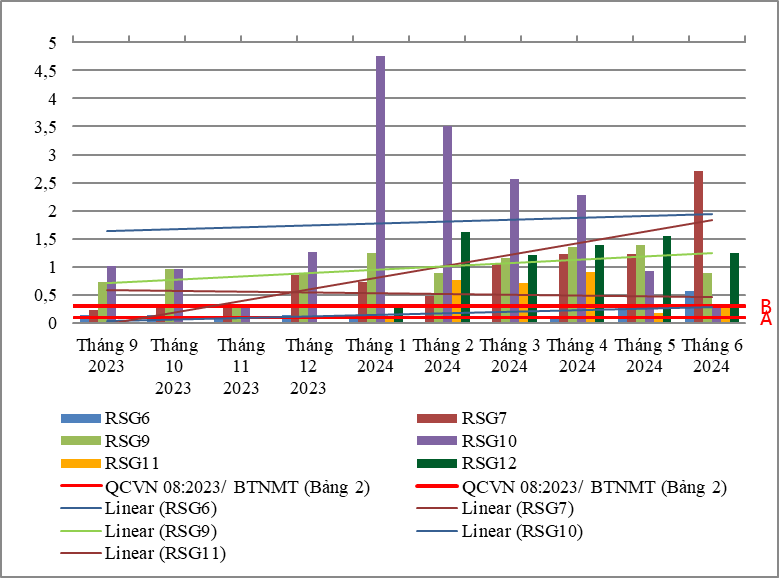 5
4,5
4
3,5
3
2,5
2
1,5
1
0,5
0
B
A
Tháng 9 2023
Tháng 10 2023
Tháng 11 2023
Tháng 12 2023
Tháng 1 2024
Tháng 2 2024
Tháng 3 2024
Tháng 4 2024
Tháng 5 2024
Tháng 6 2024
RSG6
RSG7
RSG9
RSG10
RSG11
RSG12
QCVN 08:2023/ BTNMT (Bảng 2)
QCVN 08:2023/ BTNMT (Bảng 2)
Linear (RSG6)
Linear (RSG7)
Linear (RSG9)
Linear (RSG10)
Linear (RSG11)